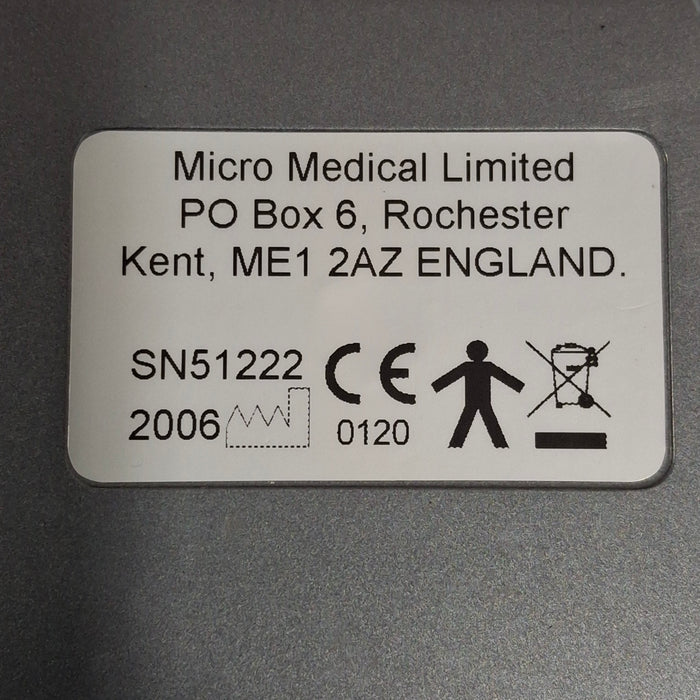 Micro Medical Limited
PO Box 6, Rochester
Kent, ME1 2AZ ENGLAND.
SN51222
2006
CE
0120